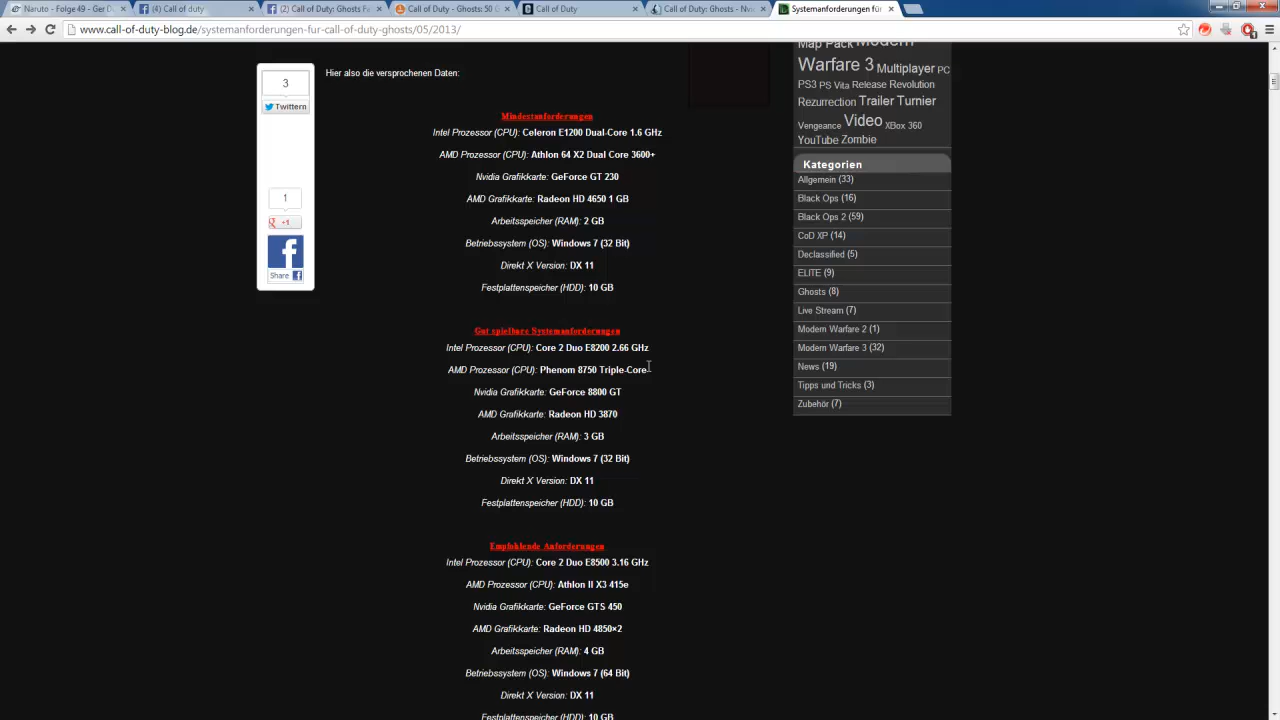 Naruto - Folge 49 - Ger D
(4) Call of duty
(2) Call of Duty: Ghosts Fa
Call of Duty - Ghosts: 50 G
Call of Duty
Call of Duty: Ghosts - Nvi
Systemanforderungen für
www.call-of-duty-blog.de/systemanforderungen-fur-call-of-duty-ghosts/05/2013/
3
Twittern
1
+1
f
Share
Hier also die versprochenen Daten:
Mindestanforderungen
Intel Prozessor (CPU): Celeron E1200 Dual-Core 1.6 GHz
AMD Prozessor (CPU): Athlon 64 X2 Dual Core 3600+
Nvidia Grafikkarte: GeForce GT 230
AMD Grafikkarte: Radeon HD 4650 1 GB
Arbeitsspeicher (RAM): 2 GB
Betriebssystem (OS): Windows 7 (32 Bit)
Direkt X Version: DX 11
Festplattenspeicher (HDD): 10 GB
Gut spielbare Systemanforderungen
Intel Prozessor (CPU): Core 2 Duo E8200 2.66 GHz
AMD Prozessor (CPU): Phenom 8750 Triple-Core
Nvidia Grafikkarte: GeForce 8800 GT
AMD Grafikkarte: Radeon HD 3870
Arbeitsspeicher (RAM): 3 GB
Betriebssystem (OS): Windows 7 (32 Bit)
Direkt X Version: DX 11
Festplattenspeicher (HDD): 10 GB
Empfohlende Anforderungen
Intel Prozessor (CPU): Core 2 Duo E8500 3.16 GHz
AMD Prozessor (CPU): Athlon II X3 415e
Nvidia Grafikkarte: GeForce GTS 450
AMD Grafikkarte: Radeon HD 4850×2
Arbeitsspeicher (RAM): 4 GB
Betriebssystem (OS): Windows 7 (64 Bit)
Direkt X Version: DX 11
Festplattenspeicher (HDD): 10 GB
Map Pack Modern
Warfare 3 Multiplayer PC
PS3 PS Vita Release Revolution
Rezurrection Trailer Turnier
Vengeance Video XBox 360
YouTube Zombie
Kategorien
Allgemein (33)
Black Ops (16)
Black Ops 2 (59)
CoD XP (14)
Declassified (5)
ELITE (9)
Ghosts (8)
Live Stream (7)
Modern Warfare 2 (1)
Modern Warfare 3 (32)
News (19)
Tipps und Tricks (3)
Zubehör (7)